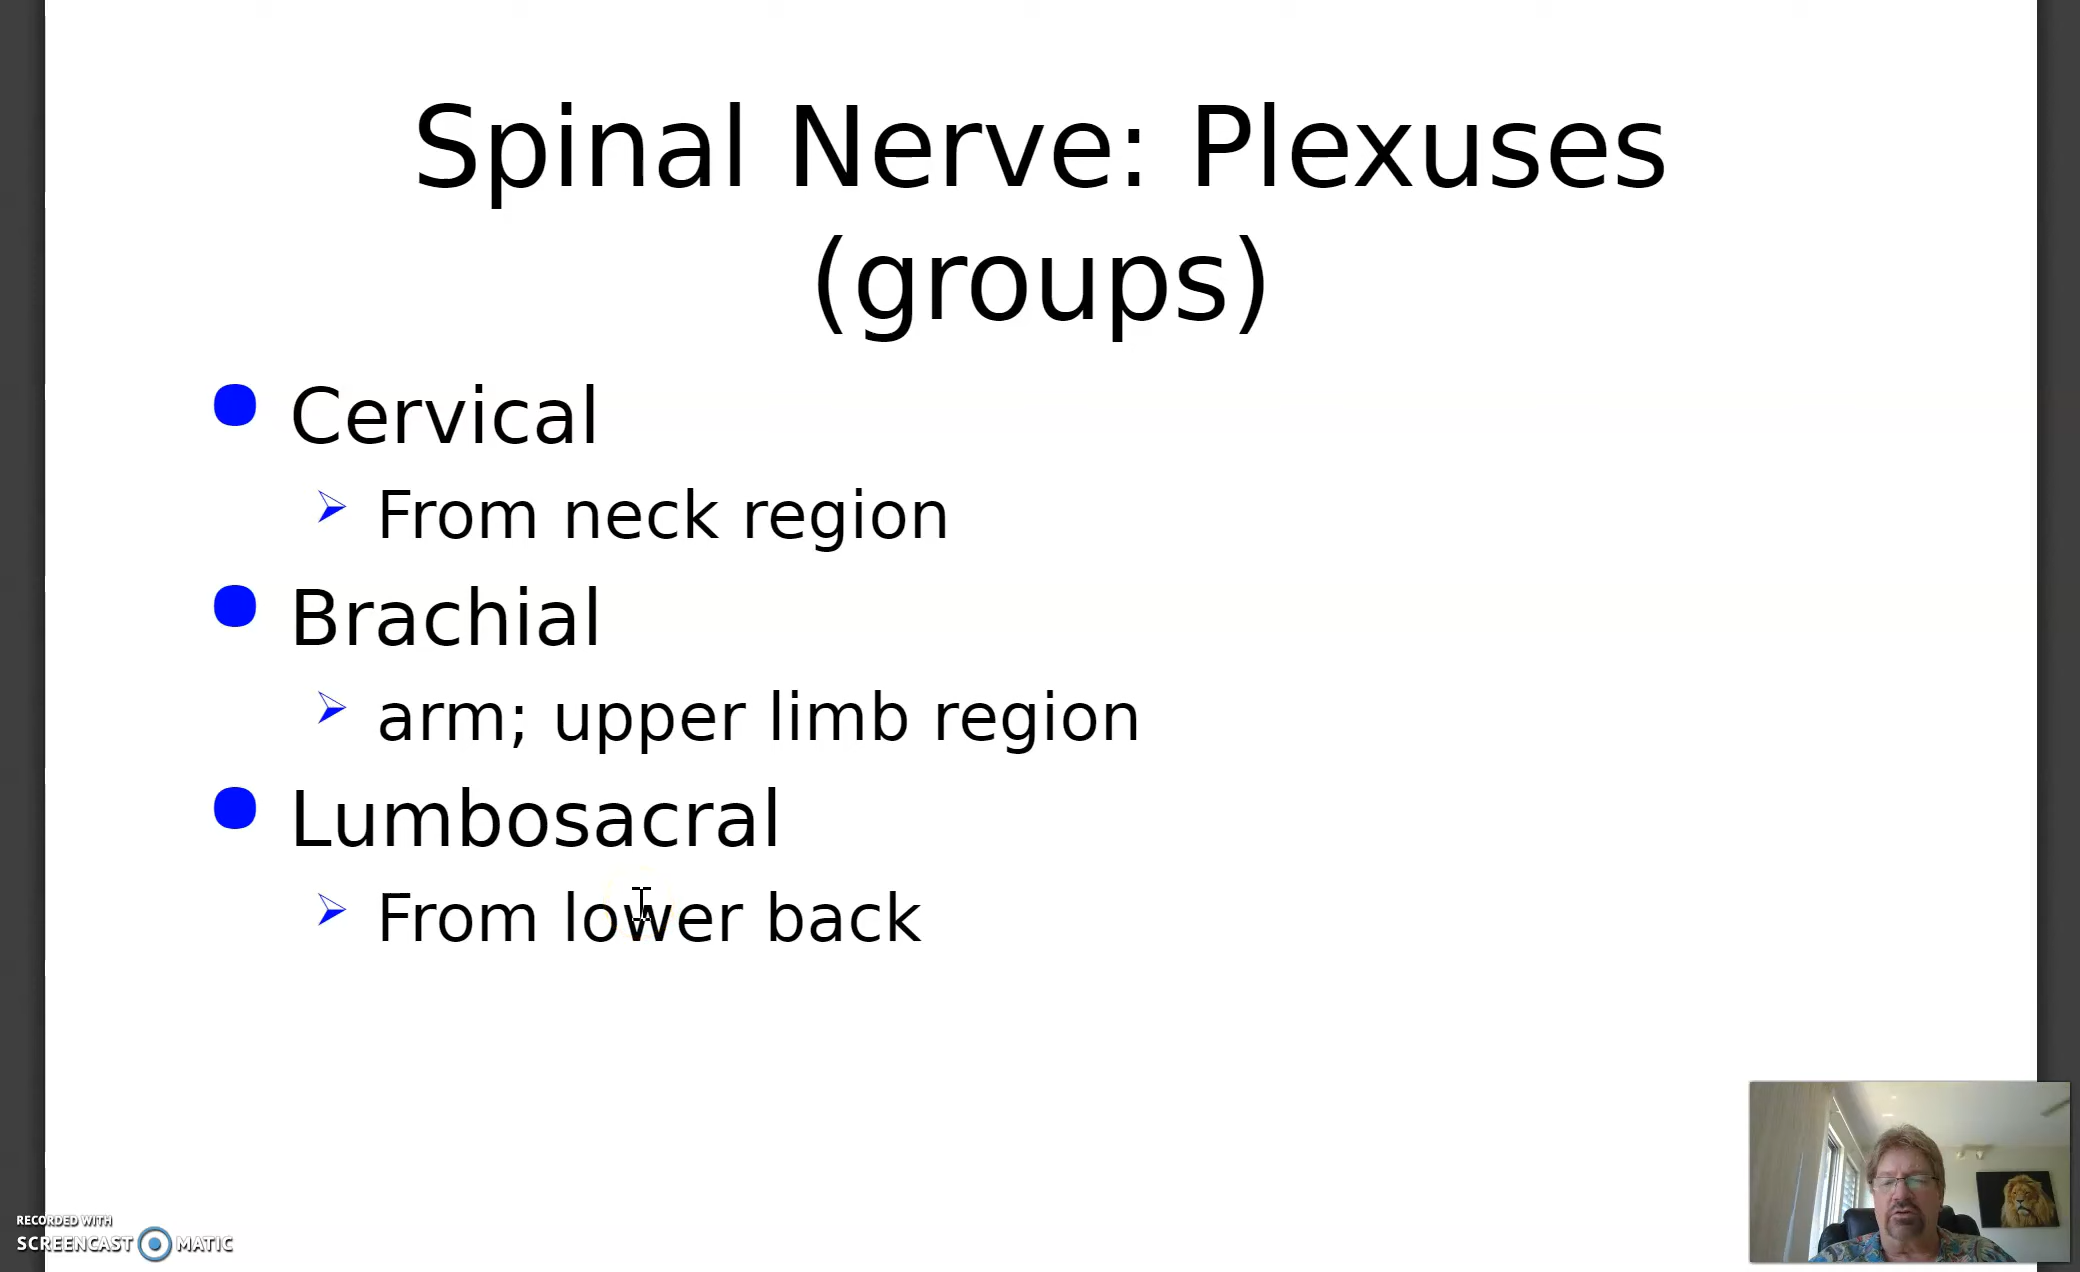 Spinal Nerve: Plexuses
(groups)
Cervical
From neck region
Brachial
arm; upper limb region
Lumbosacral
From lower back
RECORDED WITH
SCREENCAST MATIC